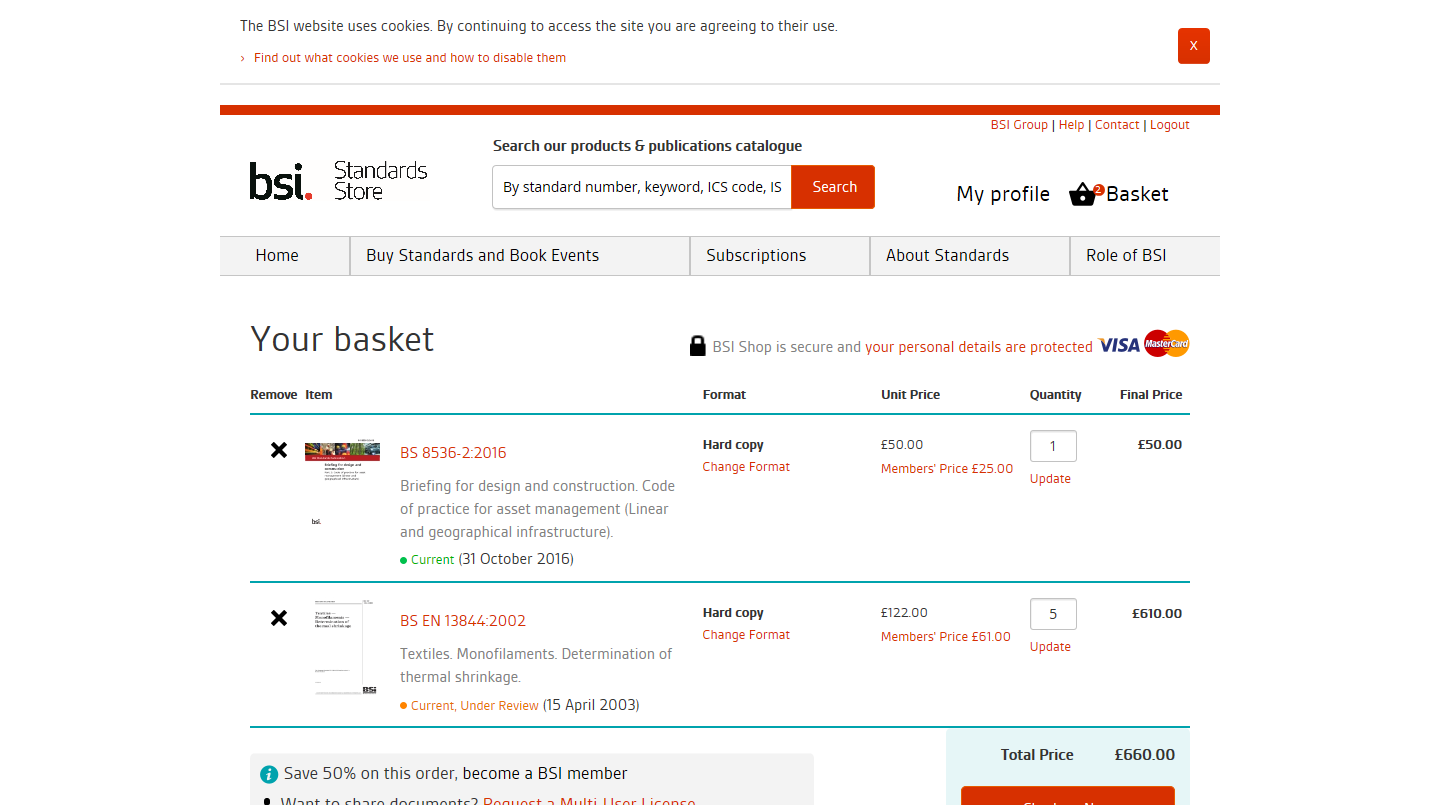 The BSI website uses cookies. By continuing to access the site you are agreeing to their use.
› Find out what cookies we use and how to disable them
X
BSI Group | Help | Contact | Logout
Search our products & publications catalogue
bsi. Standards Store
By standard number, keyword, ICS code, IS
Search
My profile
2
Basket
Home
Buy Standards and Book Events
Subscriptions
About Standards
Role of BSI
Your basket
BSI Shop is secure and your personal details are protected
VISA
MasterCard
Remove Item Format Unit Price Quantity Final Price
BS 8536-2:2016
Briefing for design and construction. Code
of practice for asset management (Linear
and geographical infrastructure).
Current (31 October 2016)
Hard copy
Change Format
£50.00
Members' Price £25.00
1
Update
£50.00
bsi.
BS EN 13844:2002
Textiles. Monofilaments. Determination of
thermal shrinkage.
Current, Under Review (15 April 2003)
Hard copy
Change Format
£122.00
Members' Price £61.00
5
Update
£610.00
BSi
Total Price £660.00
Save 50% on this order, become a BSI member
Want to share documents? Request a Multi-User License